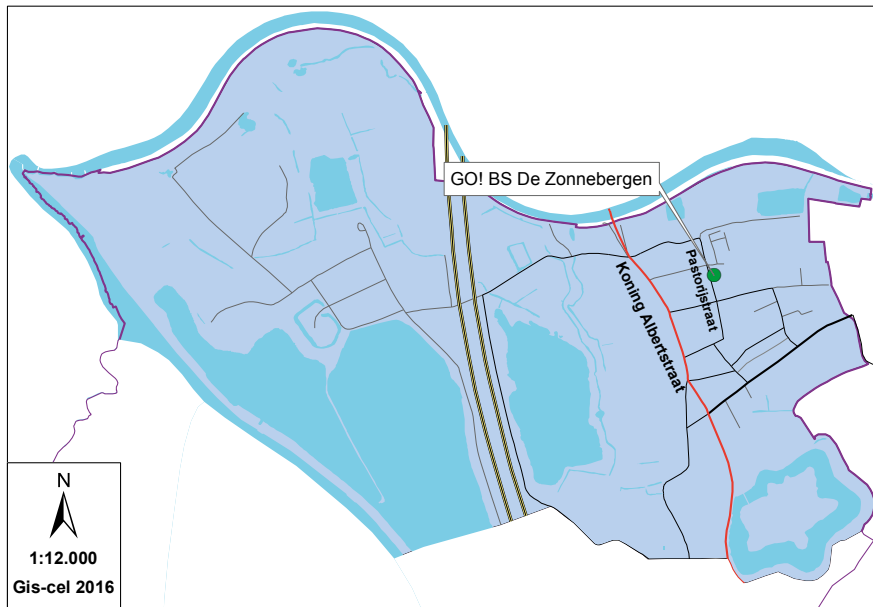 GO! BS De Zonnebergen
Pastorijstraat
Koning Albertstraat
N
1:12.000
Gis-cel 2016